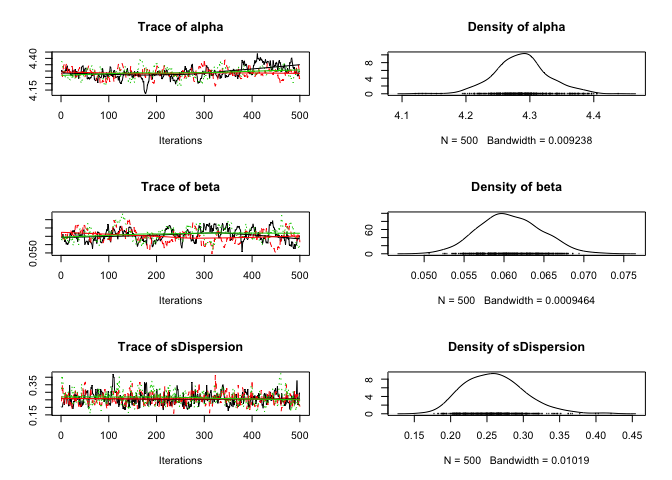 Trace of alpha
4.15 4.40
0 100 200 300 400 500
Iterations
Density of alpha
0 4 8
4.1 4.2 4.3 4.4
N = 500 Bandwidth = 0.009238
Trace of beta
0.050
0 100 200 300 400 500
Iterations
Density of beta
0 60
0.050 0.055 0.060 0.065 0.070 0.075
N = 500 Bandwidth = 0.0009464
Trace of sDispersion
0.15 0.35
0 100 200 300 400 500
Iterations
Density of sDispersion
0 4 8
0.15 0.20 0.25 0.30 0.35 0.40 0.45
N = 500 Bandwidth = 0.01019